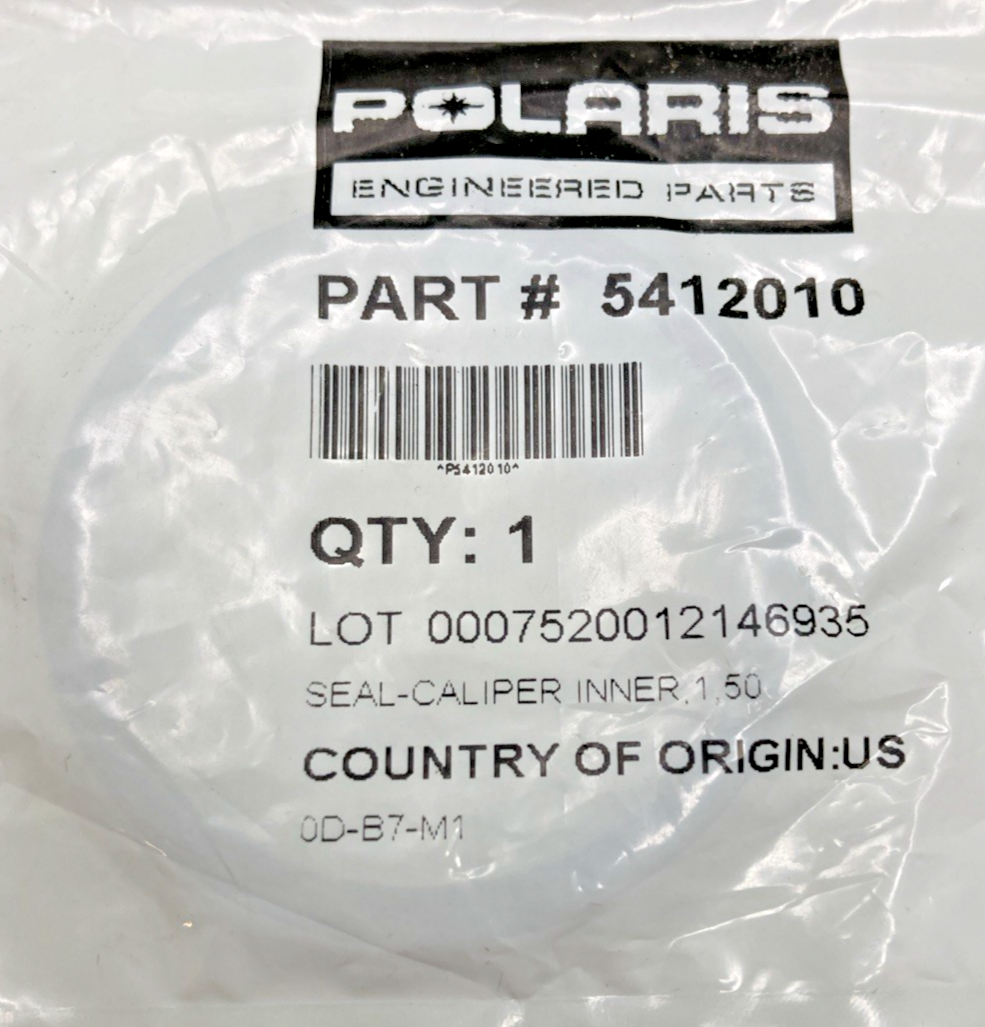 POLARIS
ENGINEERED PARTS
PART # 5412010
^P5412010^
QTY: 1
LOT 0007520012146935
SEAL-CALIPER INNER,1,50
COUNTRY OF ORIGIN:US
0D-B7-M1